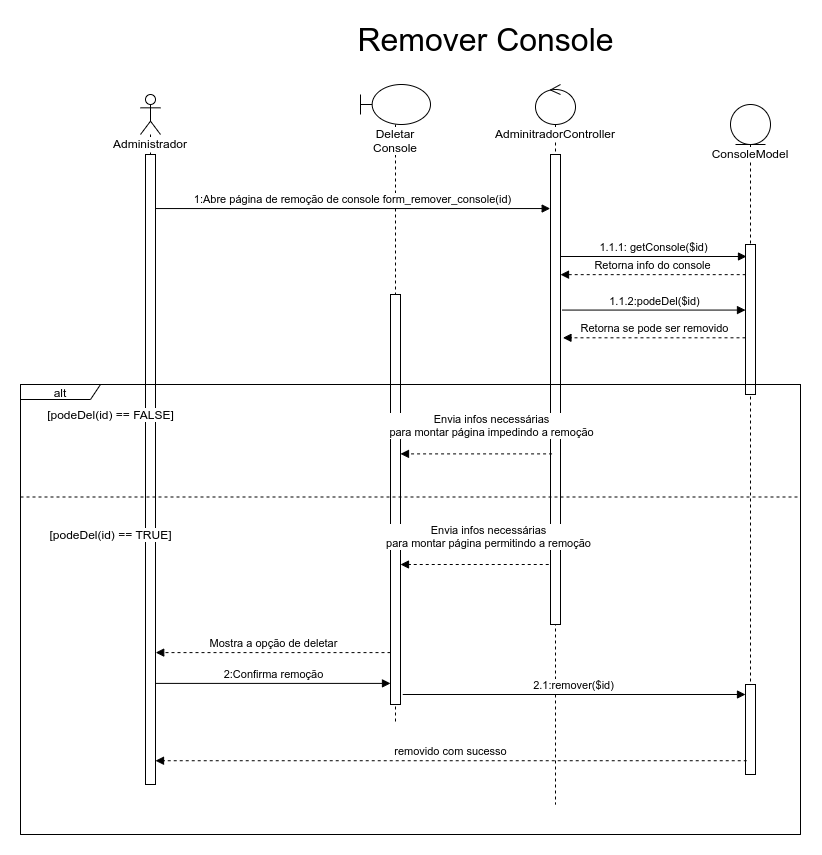 Remover Console
Administrador
Deletar
Console
AdminitradorController
ConsoleModel
1:Abre página de remoção de console form_remover_console(id)
1.1.1: getConsole($id)
Retorna info do console
1.1.2:podeDel($id)
Retorna se pode ser removido
alt
[podeDel(id) == FALSE]
Envia infos necessárias
para montar página impedindo a remoção
[podeDel(id) == TRUE]
Envia infos necessárias
para montar página permitindo a remoção
Mostra a opção de deletar
2:Confirma remoção
2.1:remover($id)
removido com sucesso